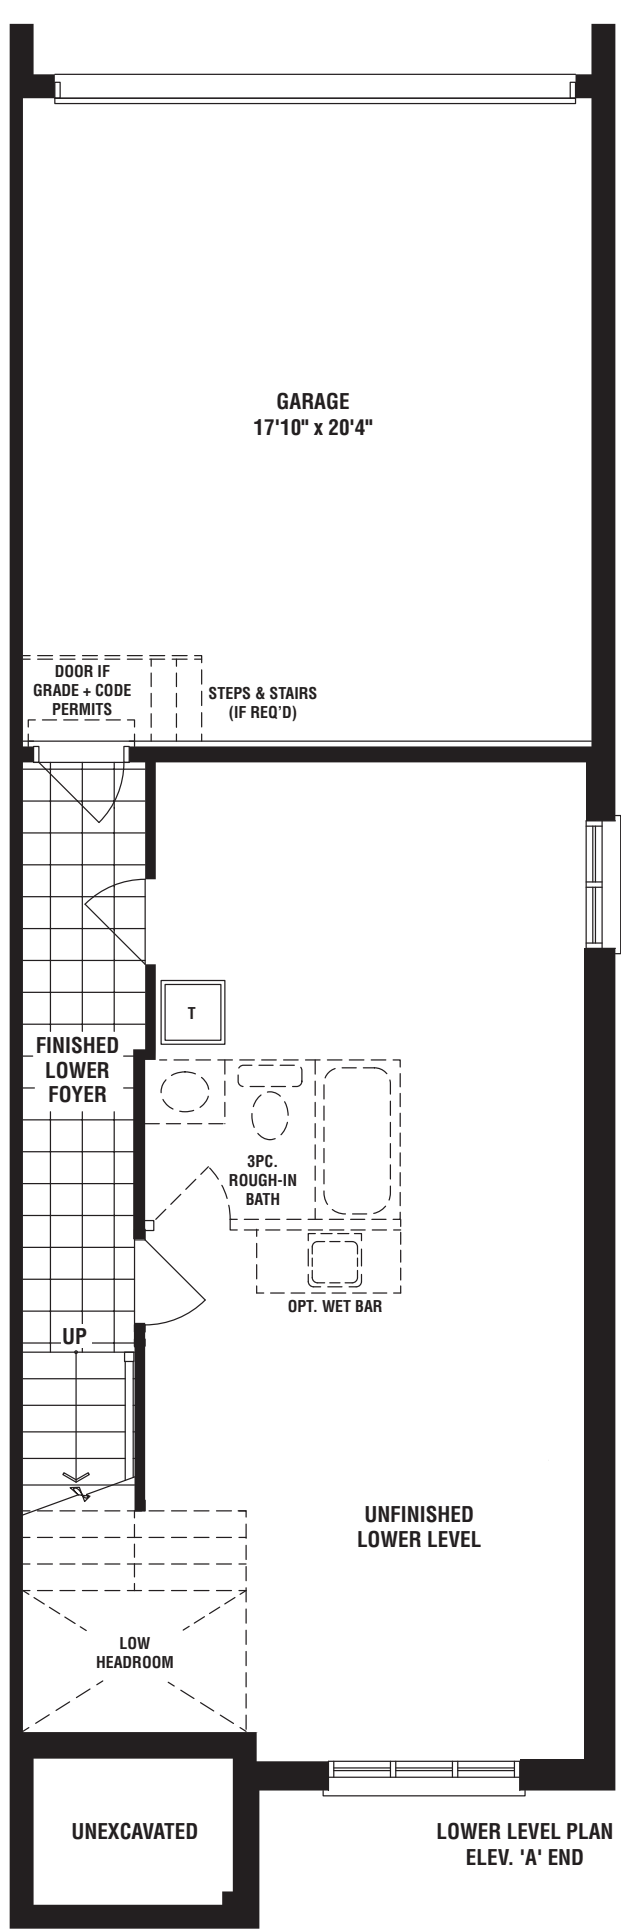 GARAGE
17'10" x 20'4"
DOOR IF
GRADE + CODE
PERMITS
STEPS & STAIRS
(IF REQ'D)
T
FINISHED
LOWER
FOYER
3PC.
ROUGH-IN
BATH
OPT. WET BAR
UP
UNFINISHED
LOWER LEVEL
LOW
HEADROOM
UNEXCAVATED
LOWER LEVEL PLAN
ELEV. 'A' END